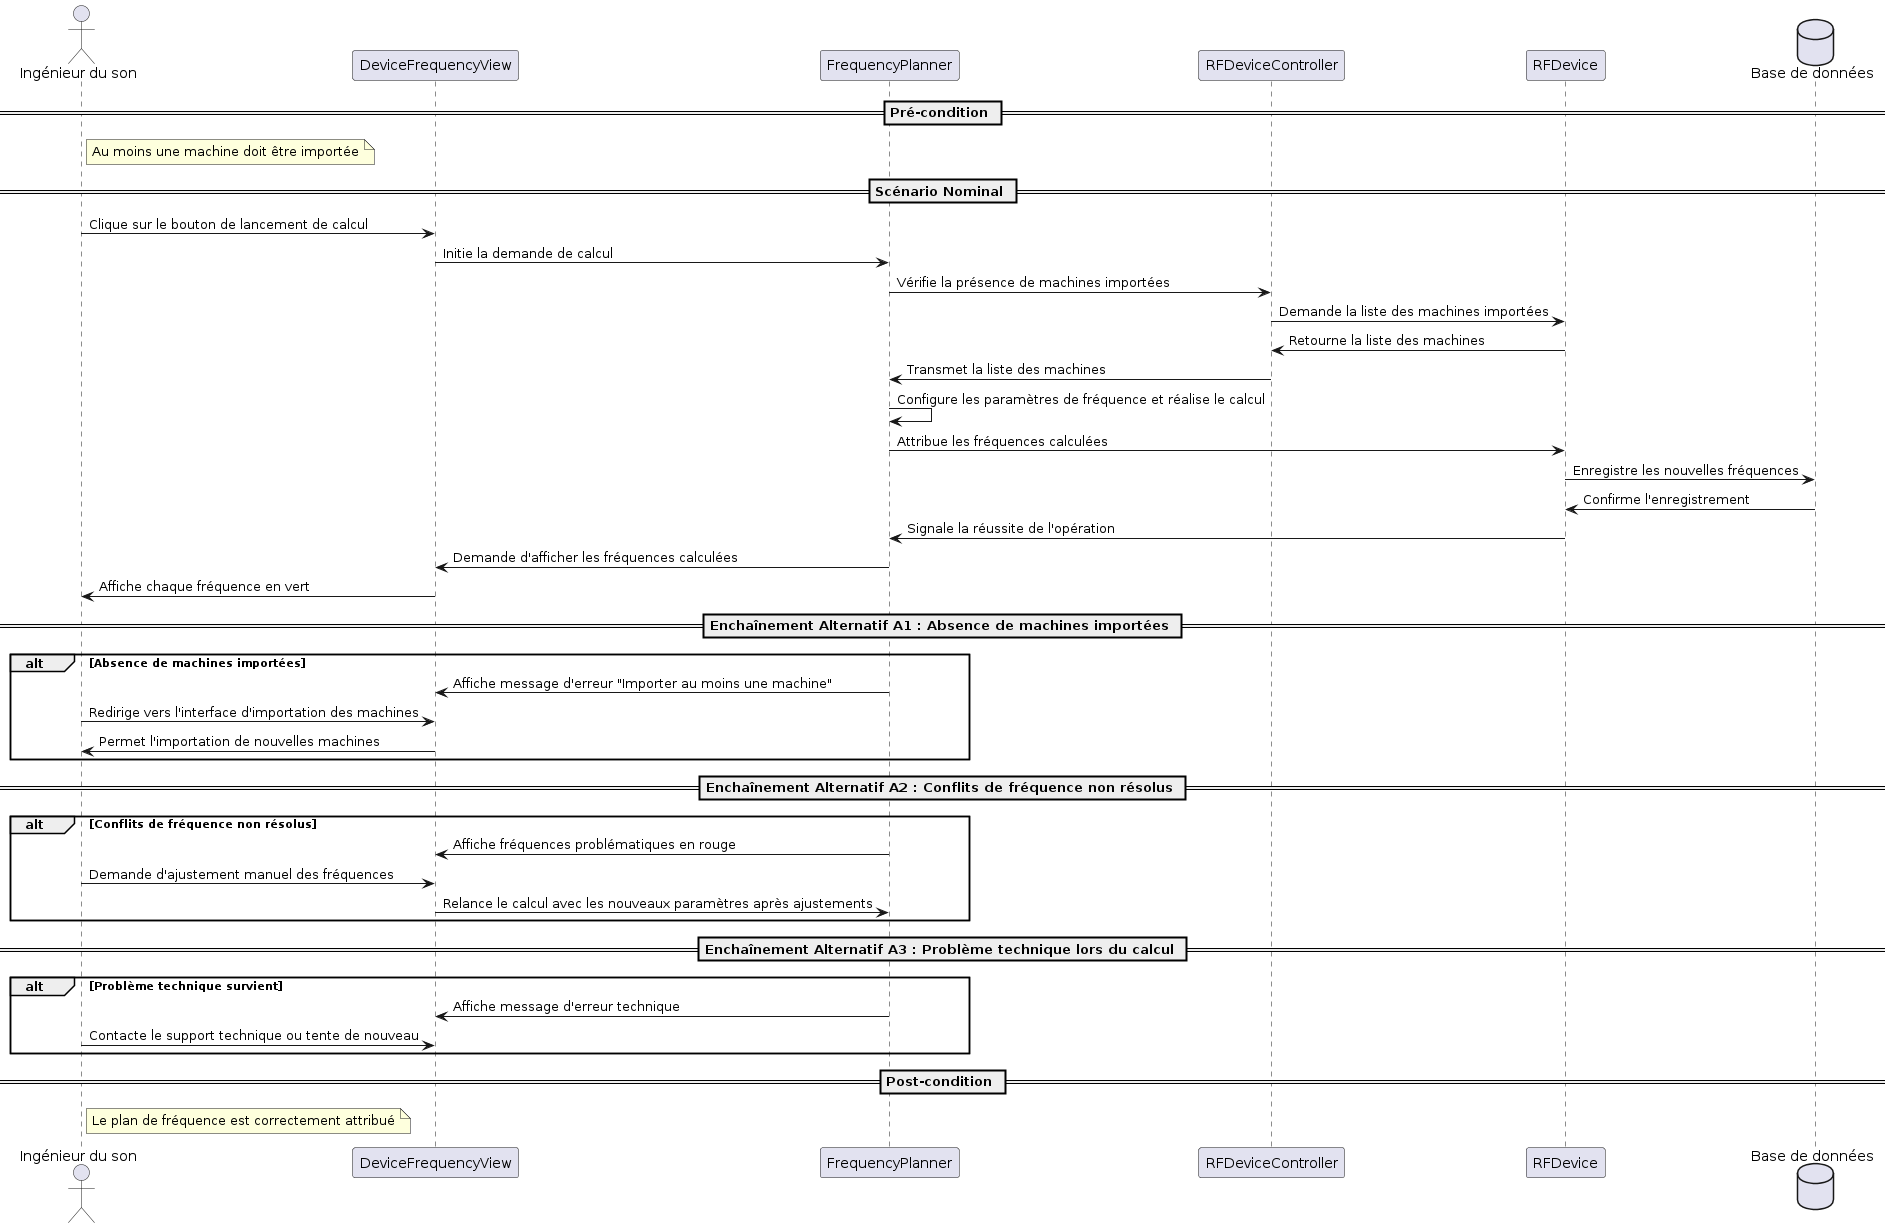 Ingénieur du son
DeviceFrequencyView
FrequencyPlanner
RFDeviceController
RFDevice
Base de données
Pré-condition
Au moins une machine doit être importée
Scénario Nominal
Clique sur le bouton de lancement de calcul
Initie la demande de calcul
Vérifie la présence de machines importées
Demande la liste des machines importées
Retourne la liste des machines
Transmet la liste des machines
Configure les paramètres de fréquence et réalise le calcul
Attribue les fréquences calculées
Enregistre les nouvelles fréquences
Confirme l'enregistrement
Signale la réussite de l'opération
Demande d'afficher les fréquences calculées
Affiche chaque fréquence en vert
Enchaînement Alternatif A1 : Absence de machines importées
alt [Absence de machines importées]
Affiche message d'erreur "Importer au moins une machine"
Redirige vers l'interface d'importation des machines
Permet l'importation de nouvelles machines
Enchaînement Alternatif A2 : Conflits de fréquence non résolus
alt [Conflits de fréquence non résolus]
Affiche fréquences problématiques en rouge
Demande d'ajustement manuel des fréquences
Relance le calcul avec les nouveaux paramètres après ajustements
Enchaînement Alternatif A3 : Problème technique lors du calcul
alt [Problème technique survient]
Affiche message d'erreur technique
Contacte le support technique ou tente de nouveau
Post-condition
Le plan de fréquence est correctement attribué
Ingénieur du son
DeviceFrequencyView
FrequencyPlanner
RFDeviceController
RFDevice
Base de données